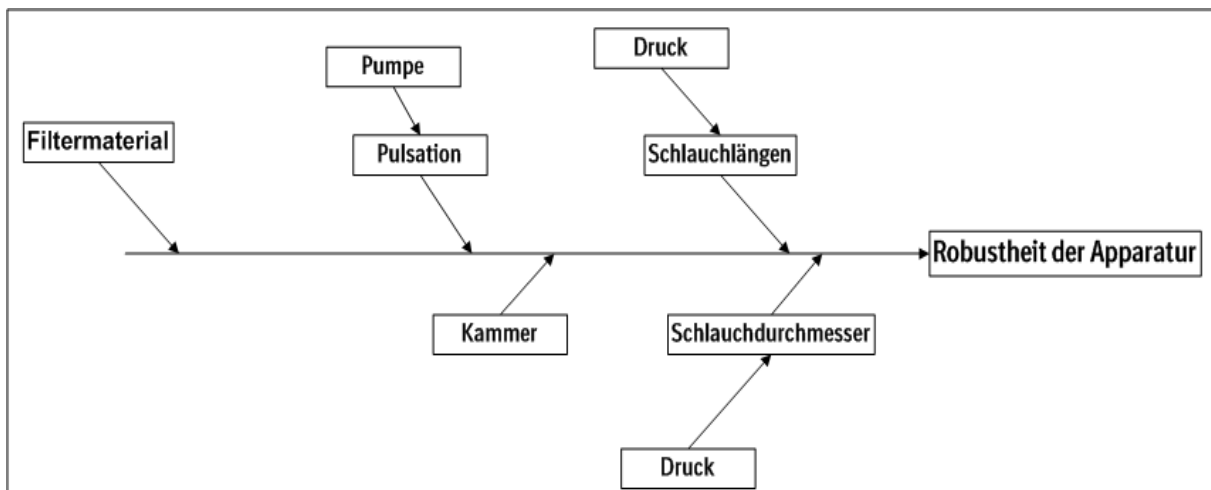 Druck
Pumpe
Filtermaterial
Pulsation
Schlauchlängen
Robustheit der Apparatur
Kammer
Schlauchdurchmesser
Druck